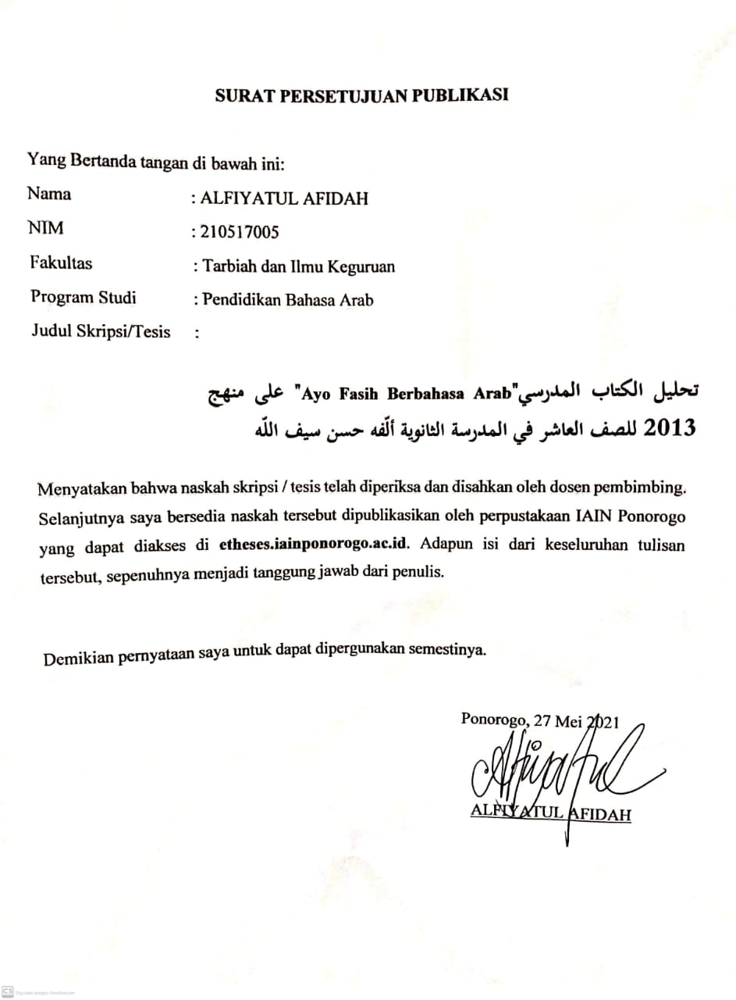 SURAT PERSETUJUAN PUBLIKASI
Yang Bertanda tangan di bawah ini:
Nama : ALFIYATUL AFIDAH
NIM : 210517005
Fakultas : Tarbiah dan Ilmu Keguruan
Program Studi : Pendidikan Bahasa Arab
Judul Skripsi/Tesis :
تحليل الكتاب المدرسي"Ayo Fasih Berbahasa Arab" على منهج
2013 للصف العاشر في المدرسة الثانوية ألّفه حسن سيف اللّه
Menyatakan bahwa naskah skripsi / tesis telah diperiksa dan disahkan oleh dosen pembimbing.
Selanjutnya saya bersedia naskah tersebut dipublikasikan oleh perpustakaan IAIN Ponorogo
yang dapat diakses di etheses.iainponorogo.ac.id. Adapun isi dari keseluruhan tulisan
tersebut, sepenuhnya menjadi tanggung jawab dari penulis.
Demikian pernyataan saya untuk dapat dipergunakan semestinya.
Ponorogo, 27 Mei 2021
Alfiyatul
ALFIYATUL AFIDAH
CS